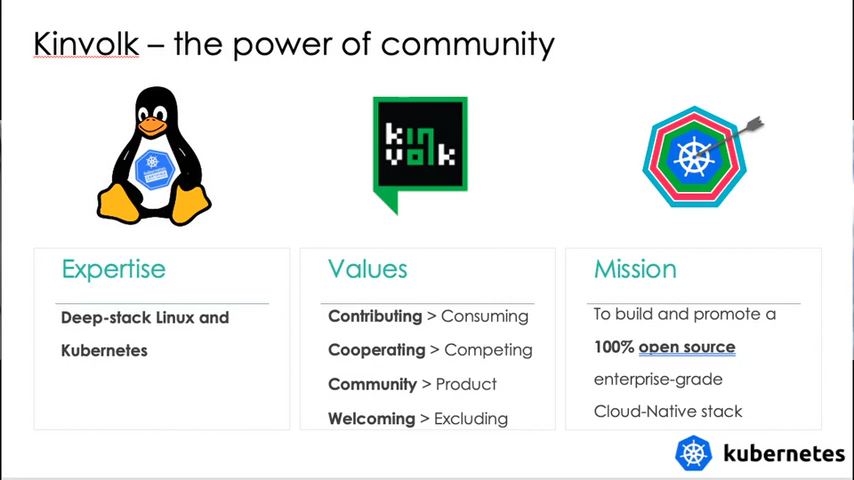 Kinvolk – the power of community
kin
volk
Expertise
Deep-stack Linux and
Kubernetes
Values
Contributing > Consuming
Cooperating > Competing
Community > Product
Welcoming > Excluding
Mission
To build and promote a
100% open source
enterprise-grade
Cloud-Native stack
kubernetes